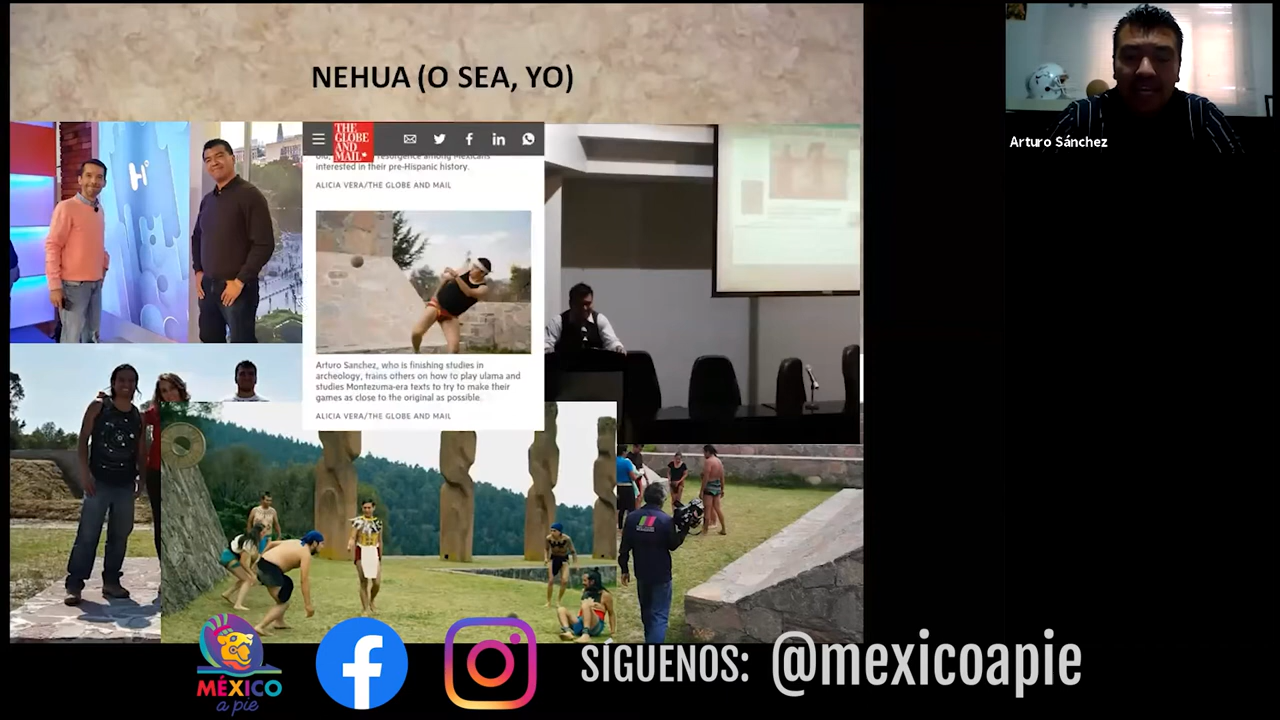 NEHUA (O SEA, YO)
THE
GLOBE
AND
MAIL
resurgence among Mexicans
interested in their pre-Hispanic history.
ALICIA VERA/THE GLOBE AND MAIL
Arturo Sanchez, who is finishing studies in
archeology, trains others on how to play ulama and
studies Montezuma-era texts to try to make their
games as close to the original as possible.
ALICIA VERA/THE GLOBE AND MAIL
Arturo Sánchez
MÉXICO
a pie
SÍGUENOS: @mexicoapie